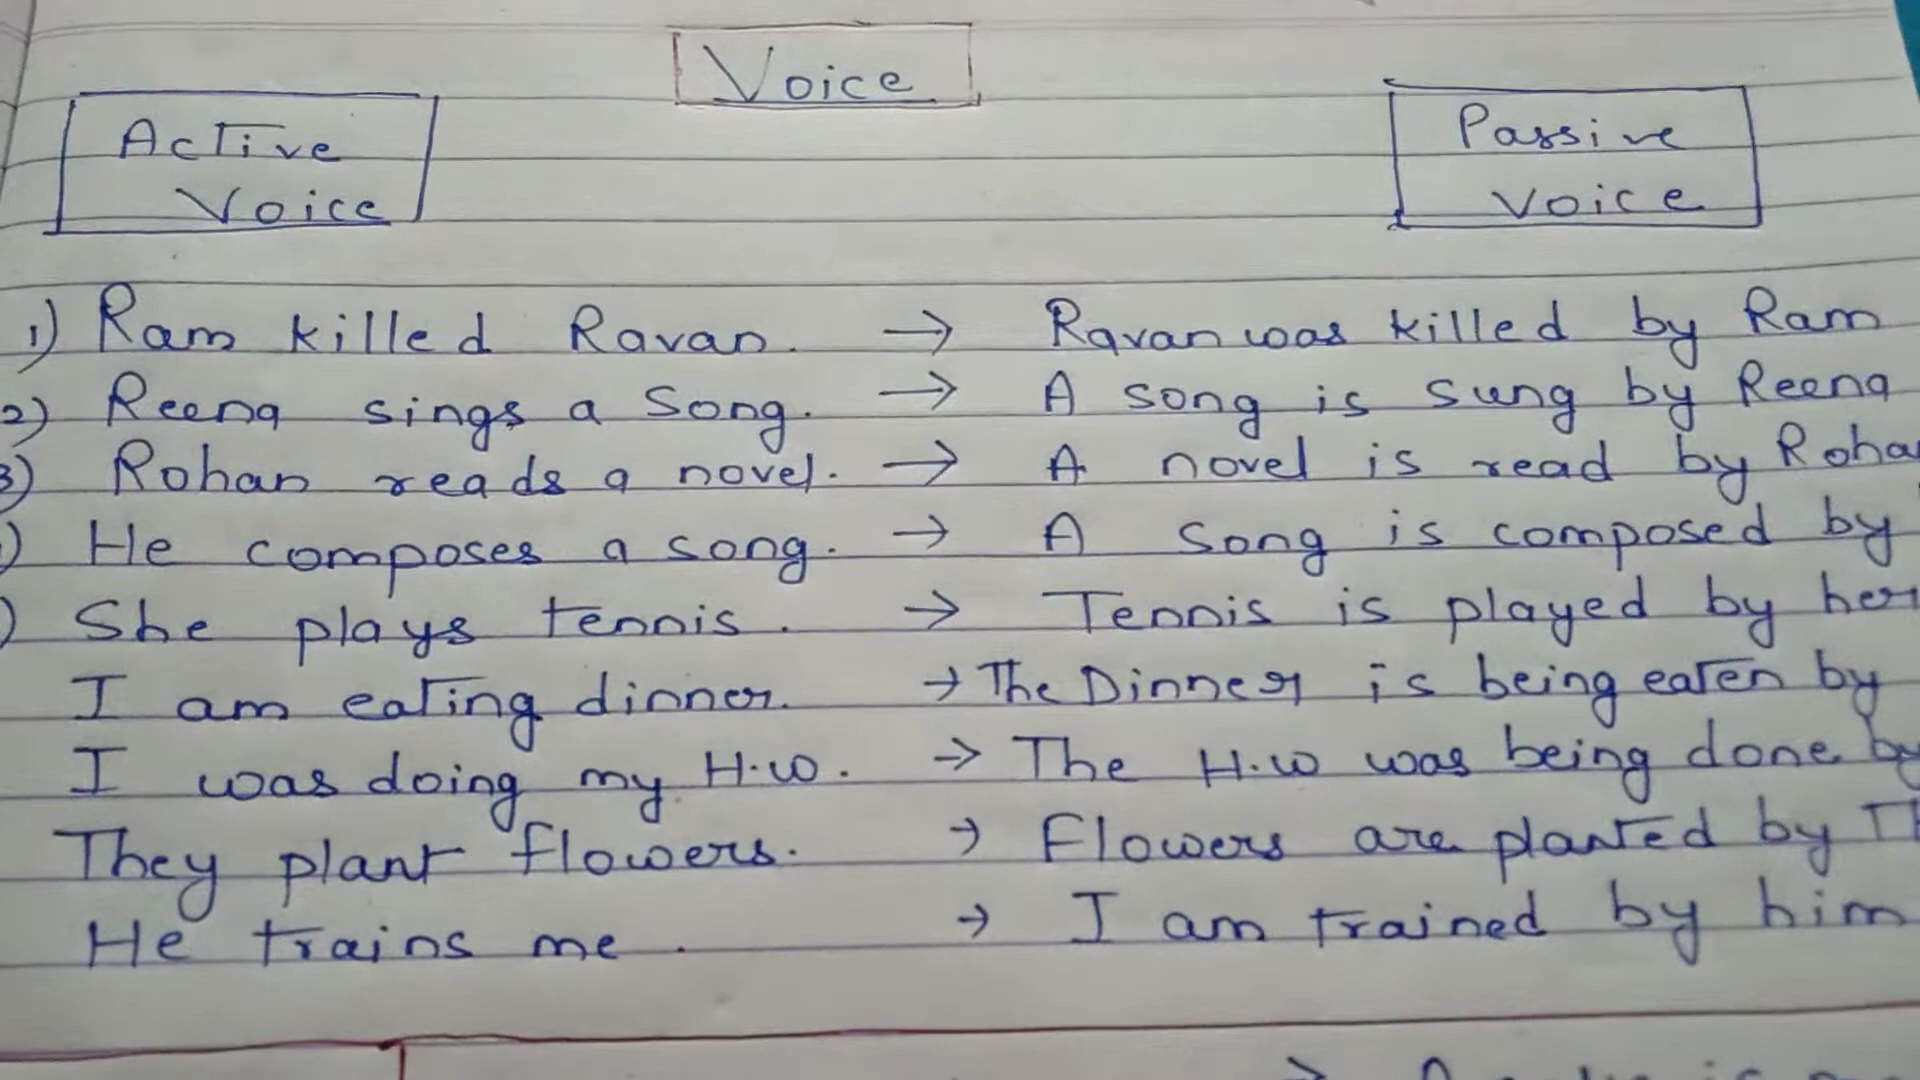 Voice
Active Voice
Passive Voice
1) Ram killed Ravan. → Ravan was killed by Ram
2) Reena sings a song. → A song is sung by Reena
3) Rohan reads a novel. → A novel is read by Roha
) He composes a song. → A song is composed by
) She plays tennis. → Tennis is played by her
I am eating dinner. → The Dinner is being eaten by
I was doing my H.w. → The H.w was being done by
They plant flowers. → Flowers are planted by Th
He trains me. → I am trained by him